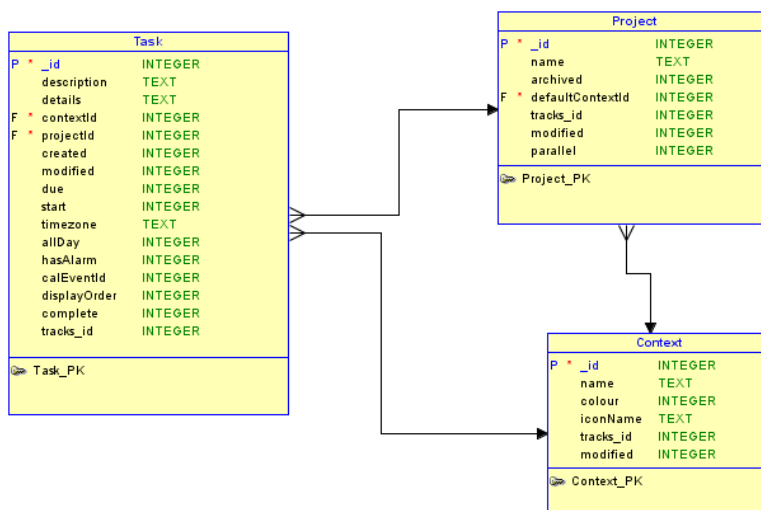 Task
P * _id INTEGER
description TEXT
details TEXT
F * contextId INTEGER
F * projectId INTEGER
created INTEGER
modified INTEGER
due INTEGER
start INTEGER
timezone TEXT
allDay INTEGER
hasAlarm INTEGER
calEventId INTEGER
displayOrder INTEGER
complete INTEGER
tracks_id INTEGER
Task_PK
Project
P * _id INTEGER
name TEXT
archived INTEGER
F * defaultContextId INTEGER
tracks_id INTEGER
modified INTEGER
parallel INTEGER
Project_PK
Context
P * _id INTEGER
name TEXT
colour INTEGER
iconName TEXT
tracks_id INTEGER
modified INTEGER
Context_PK